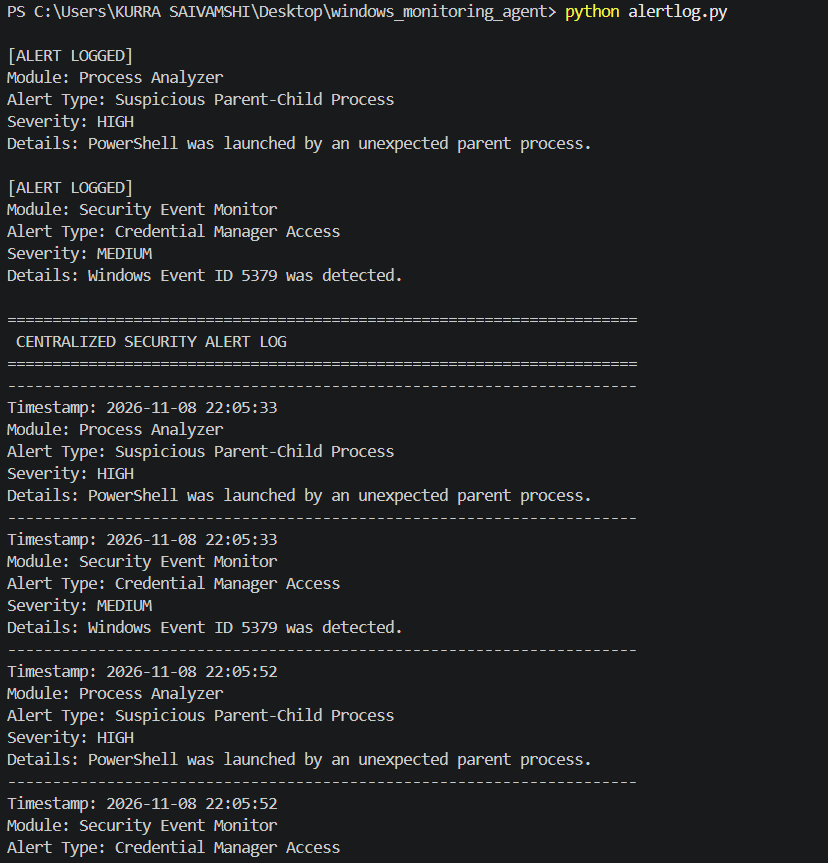 PS C:\Users\KURRA SAIVAMSHI\Desktop\windows_monitoring_agent> python alertlog.py
[ALERT LOGGED]
Module: Process Analyzer
Alert Type: Suspicious Parent-Child Process
Severity: HIGH
Details: PowerShell was launched by an unexpected parent process.
[ALERT LOGGED]
Module: Security Event Monitor
Alert Type: Credential Manager Access
Severity: MEDIUM
Details: Windows Event ID 5379 was detected.
======================================================================
CENTRALIZED SECURITY ALERT LOG
======================================================================
----------------------------------------------------------------------
Timestamp: 2026-11-08 22:05:33
Module: Process Analyzer
Alert Type: Suspicious Parent-Child Process
Severity: HIGH
Details: PowerShell was launched by an unexpected parent process.
----------------------------------------------------------------------
Timestamp: 2026-11-08 22:05:33
Module: Security Event Monitor
Alert Type: Credential Manager Access
Severity: MEDIUM
Details: Windows Event ID 5379 was detected.
----------------------------------------------------------------------
Timestamp: 2026-11-08 22:05:52
Module: Process Analyzer
Alert Type: Suspicious Parent-Child Process
Severity: HIGH
Details: PowerShell was launched by an unexpected parent process.
----------------------------------------------------------------------
Timestamp: 2026-11-08 22:05:52
Module: Security Event Monitor
Alert Type: Credential Manager Access